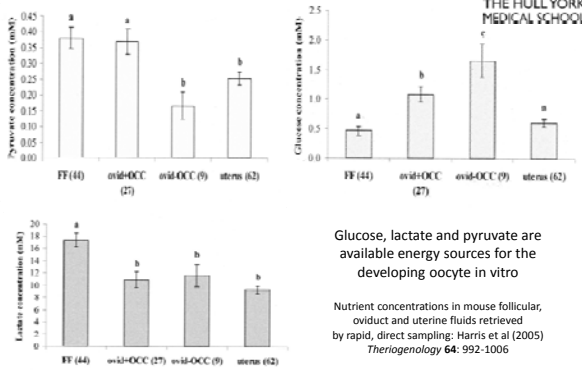 THE HULL YORK
MEDICAL SCHOOL
Pyruvate concentration (mM)
0.45
0.40
0.35
0.30
0.25
0.20
0.15
0.10
0.05
0.00
a
a
b
b
FF (44)
ovid+OCC
(27)
ovid-OCC (9)
uterus (62)
Glucose concentration (mM)
2.5
2.0
1.5
1.0
0.5
0.0
a
b
c
a
FF (44)
ovid+OCC
(27)
ovid-OCC (9)
uterus (62)
Lactate concentration (mM)
20
18
16
14
12
10
8
6
4
2
0
a
b
b
b
FF (44)
ovid+OCC (27)
ovid-OCC (9)
uterus (62)
Glucose, lactate and pyruvate are
available energy sources for the
developing oocyte in vitro
Nutrient concentrations in mouse follicular,
oviduct and uterine fluids retrieved
by rapid, direct sampling: Harris et al (2005)
Theriogenology 64: 992-1006